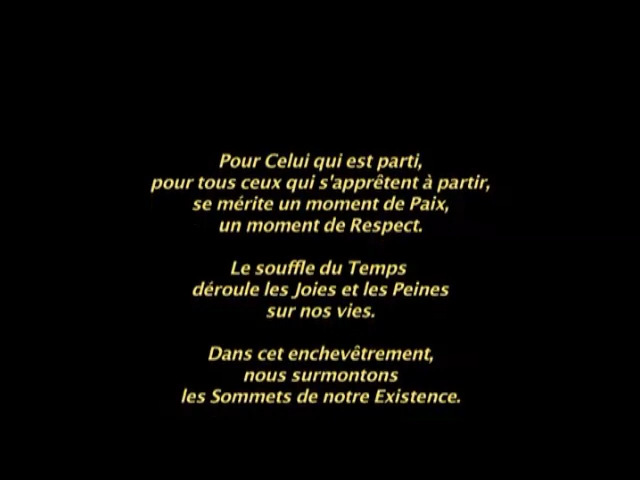 Pour Celui qui est parti,
pour tous ceux qui s'apprêtent à partir,
se mérite un moment de Paix,
un moment de Respect.
Le souffle du Temps
déroule les Joies et les Peines
sur nos vies.
Dans cet enchevêtrement,
nous surmontons
les Sommets de notre Existence.